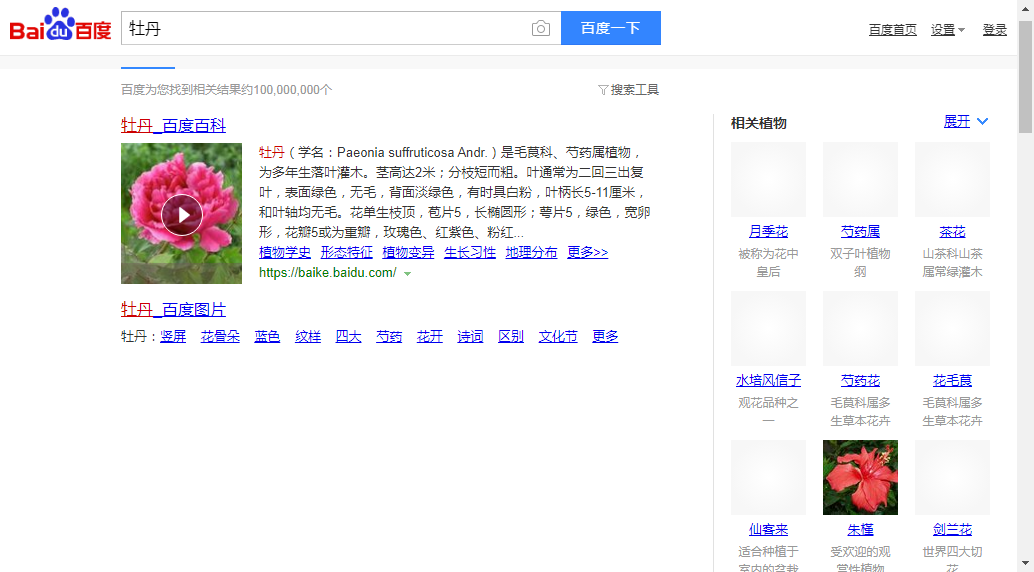 Bai du 百度
牡丹
百度一下
百度首页 设置 登录
百度为您找到相关结果约100,000,000个
搜索工具
牡丹_百度百科
牡丹（学名：Paeonia suffruticosa Andr.）是毛茛科、芍药属植物，
为多年生落叶灌木。茎高达2米；分枝短而粗。叶通常为二回三出复
叶，表面绿色，无毛，背面淡绿色，有时具白粉，叶柄长5-11厘米，
和叶轴均无毛。花单生枝顶，苞片5，长椭圆形；萼片5，绿色，宽卵
形，花瓣5或为重瓣，玫瑰色、红紫色、粉红...
植物学史 形态特征 植物变异 生长习性 地理分布 更多>>
https://baike.baidu.com/
牡丹_百度图片
牡丹：竖屏 花骨朵 蓝色 纹样 四大 芍药 花开 诗词 区别 文化节 更多
相关植物
展开
月季花 芍药属 茶花
被称为花中 双子叶植物 山茶科山茶
皇后 纲 属常绿灌木
水培风信子 芍药花 花毛茛
观花品种之 毛茛科属多 毛茛科属多
一 生草本花卉 生草本花卉
仙客来 朱槿 剑兰花
适合种植于 受欢迎的观 世界四大切
室内的盆栽 赏性植物 花